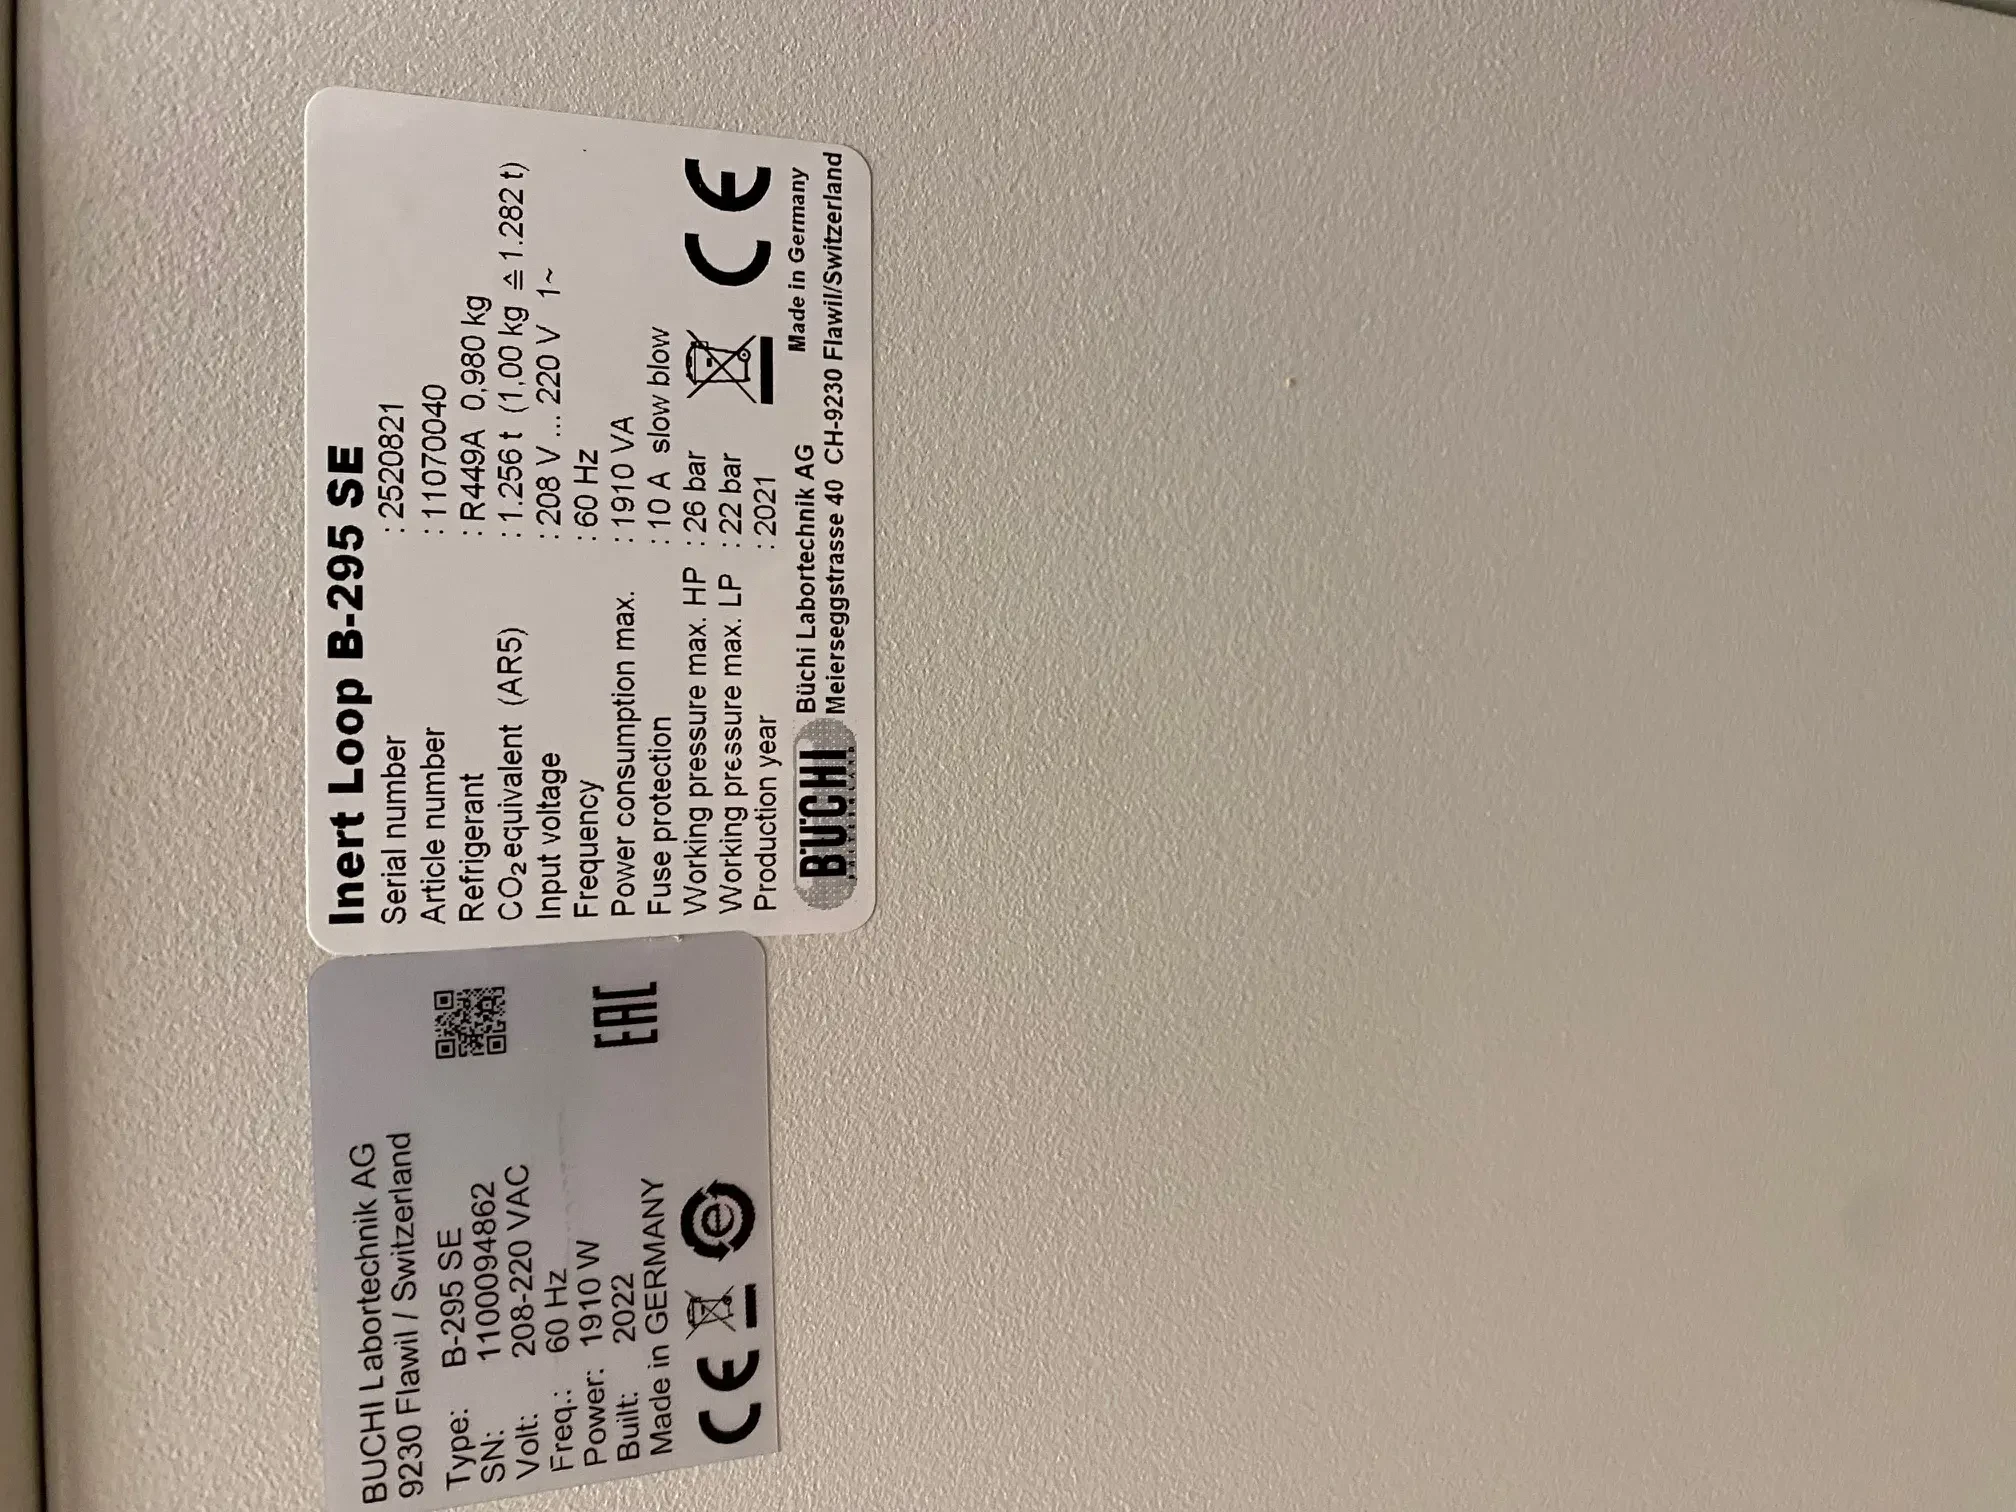 BUCHI Labortechnik AG
9230 Flawil / Switzerland
Type: B-295 SE
SN: 1100094862
Volt: 208-220 VAC
Freq.: 60 Hz
Power: 1910 W
Built: 2022
Made in GERMANY
CE
EAC
Inert Loop B-295 SE
Serial number : 2520821
Article number : 11070040
Refrigerant : R449A 0,980 kg
CO₂ equivalent (AR5) : 1.256 t (1,00 kg ≙ 1.282 t)
Input voltage : 208 V ... 220 V 1~
Frequency : 60 Hz
Power consumption max. : 1910 VA
Fuse protection : 10 A slow blow
Working pressure max. HP : 26 bar
Working pressure max. LP : 22 bar
Production year : 2021
CE
Made in Germany
BÜCHI
SWITZERLAND
Büchi Labortechnik AG
Meierseggstrasse 40 CH-9230 Flawil/Switzerland